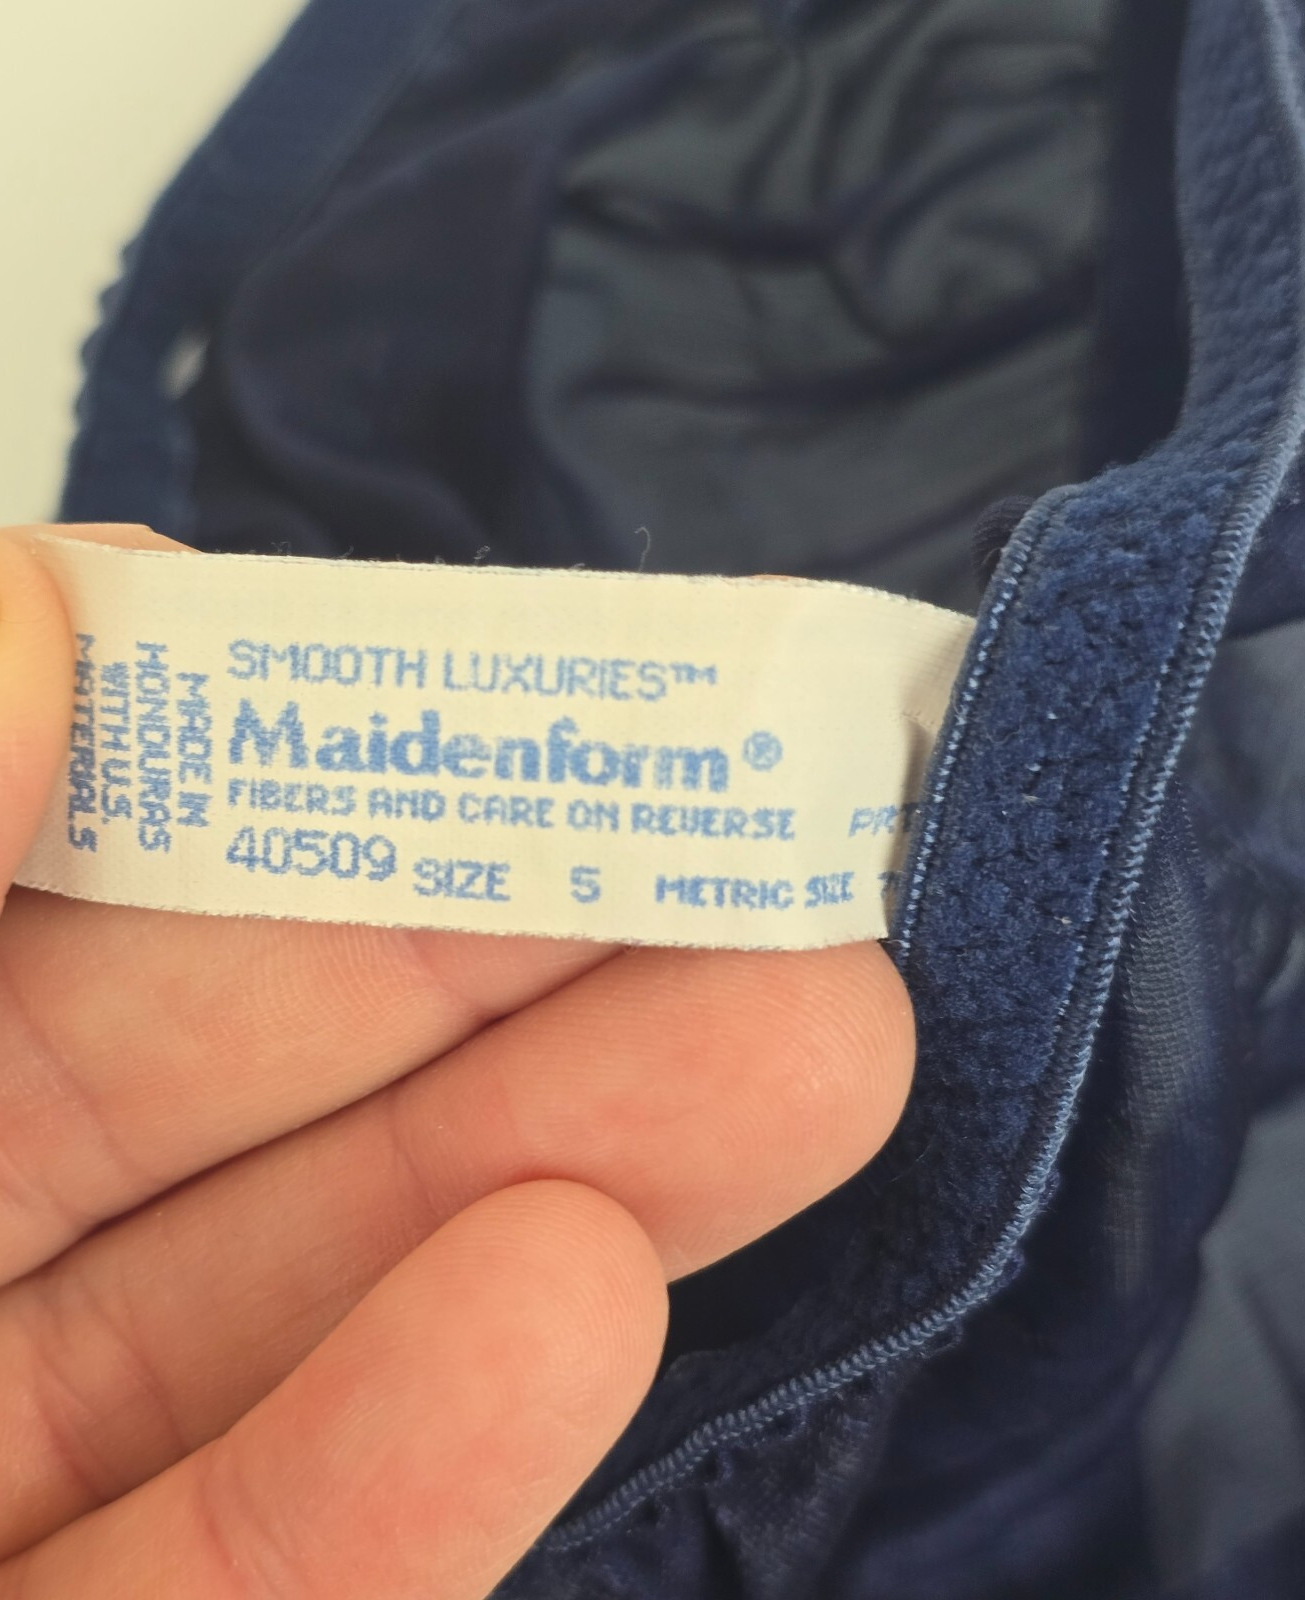 SMOOTH LUXURIES™
Maidenform®
FIBERS AND CARE ON REVERSE
40509 SIZE 5 METRIC SIZE
MADE IN
HONDURAS
WITH U.S.
MATERIALS